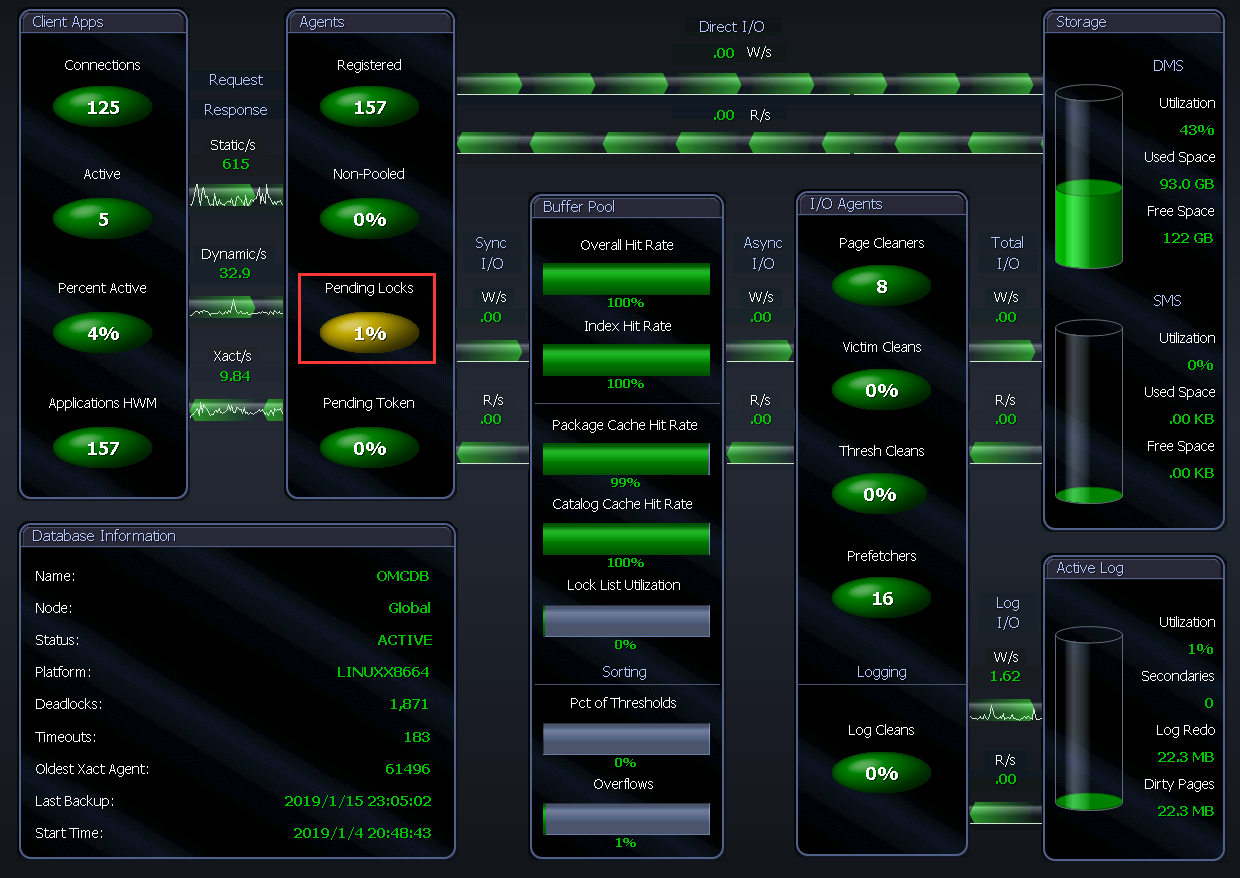 Client Apps
Connections
125
Active
5
Percent Active
4%
Applications HWM
157
Request
Response
Static/s
615
Dynamic/s
32.9
Xact/s
9.84
Agents
Registered
157
Non-Pooled
0%
Pending Locks
1%
Pending Token
0%
Direct I/O
.00 W/s
.00 R/s
Sync
I/O
W/s
.00
R/s
.00
Buffer Pool
Overall Hit Rate
100%
Index Hit Rate
100%
Package Cache Hit Rate
99%
Catalog Cache Hit Rate
100%
Lock List Utilization
0%
Sorting
Pct of Thresholds
0%
Overflows
1%
Async
I/O
W/s
.00
R/s
.00
I/O Agents
Page Cleaners
8
Victim Cleans
0%
Thresh Cleans
0%
Prefetchers
16
Logging
Log Cleans
0%
Total
I/O
W/s
.00
R/s
.00
Log
I/O
W/s
1.62
R/s
.00
Storage
DMS
Utilization
43%
Used Space
93.0 GB
Free Space
122 GB
SMS
Utilization
0%
Used Space
.00 KB
Free Space
.00 KB
Active Log
Utilization
1%
Secondaries
0
Log Redo
22.3 MB
Dirty Pages
22.3 MB
Database Information
Name: OMCDB
Node: Global
Status: ACTIVE
Platform: LINUXX8664
Deadlocks: 1,871
Timeouts: 183
Oldest Xact Agent: 61496
Last Backup: 2019/1/15 23:05:02
Start Time: 2019/1/4 20:48:43